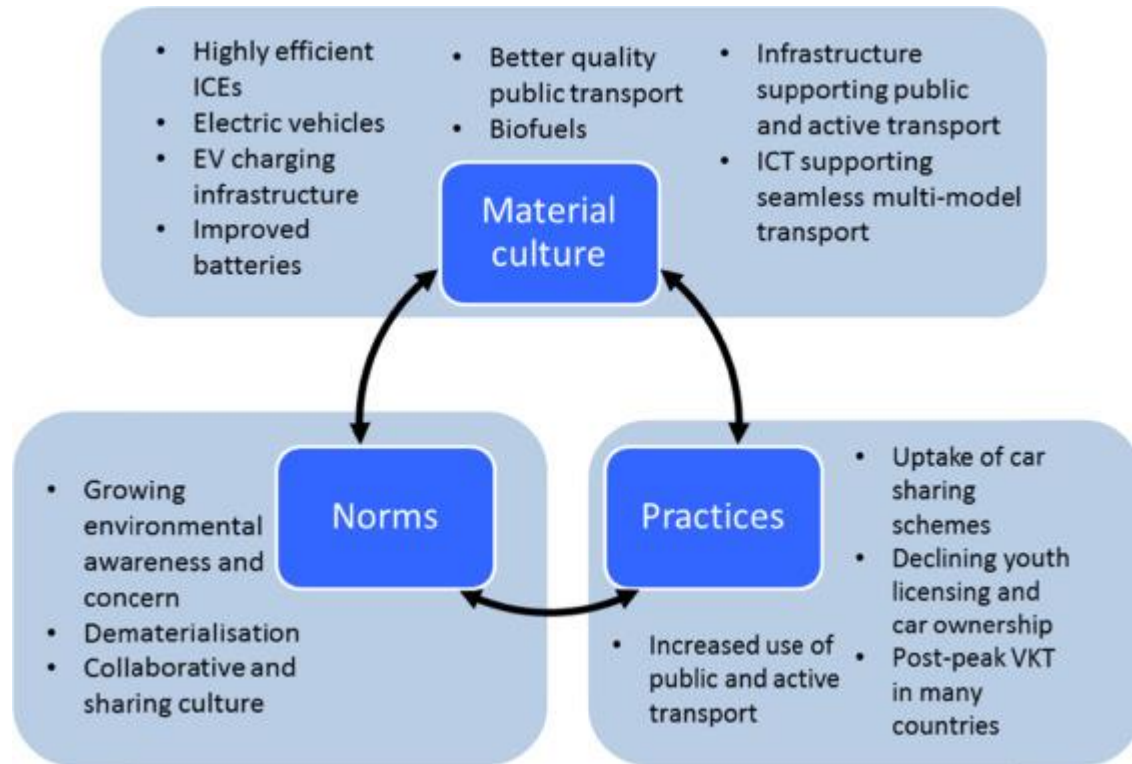 • Highly efficient
ICEs
• Electric vehicles
• EV charging
infrastructure
• Improved
batteries
• Better quality
public transport
• Biofuels
• Infrastructure
supporting public
and active transport
• ICT supporting
seamless multi-model
transport
Material
culture
• Growing
environmental
awareness and
concern
• Dematerialisation
• Collaborative and
sharing culture
Norms
Practices
• Increased use of
public and active
transport
• Uptake of car
sharing
schemes
• Declining youth
licensing and
car ownership
• Post-peak VKT
in many
countries